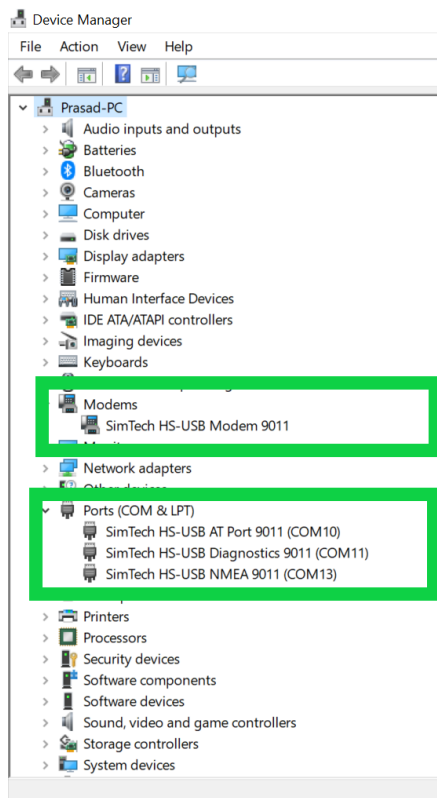 Device Manager
File Action View Help
Prasad-PC
Audio inputs and outputs
Batteries
Bluetooth
Cameras
Computer
Disk drives
Display adapters
Firmware
Human Interface Devices
IDE ATA/ATAPI controllers
Imaging devices
Keyboards
Modems
SimTech HS-USB Modem 9011
Network adapters
Ports (COM & LPT)
SimTech HS-USB AT Port 9011 (COM10)
SimTech HS-USB Diagnostics 9011 (COM11)
SimTech HS-USB NMEA 9011 (COM13)
Printers
Processors
Security devices
Software components
Software devices
Sound, video and game controllers
Storage controllers
System devices